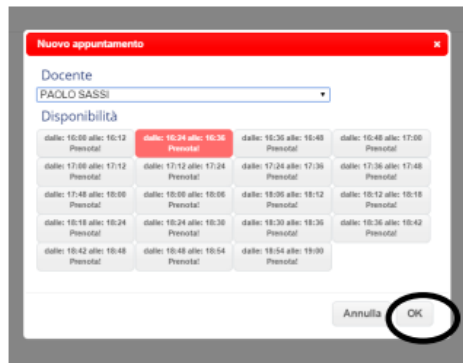 Nuovo appuntamento ×
Docente
PAOLO SASSI
Disponibilità
dalle: 16:00 alle: 16:12 dalle: 16:24 alle: 16:36 dalle: 16:36 alle: 16:48 dalle: 16:48 alle: 17:00
Prenota! Prenota! Prenota! Prenota!
dalle: 17:00 alle: 17:12 dalle: 17:12 alle: 17:24 dalle: 17:24 alle: 17:36 dalle: 17:36 alle: 17:48
Prenota! Prenota! Prenota! Prenota!
dalle: 17:48 alle: 18:00 dalle: 18:00 alle: 18:06 dalle: 18:06 alle: 18:12 dalle: 18:12 alle: 18:18
Prenota! Prenota! Prenota! Prenota!
dalle: 18:18 alle: 18:24 dalle: 18:24 alle: 18:30 dalle: 18:30 alle: 18:36 dalle: 18:36 alle: 18:42
Prenota! Prenota! Prenota! Prenota!
dalle: 18:42 alle: 18:48 dalle: 18:48 alle: 18:54 dalle: 18:54 alle: 19:00
Prenota! Prenota! Prenota!
Annulla OK